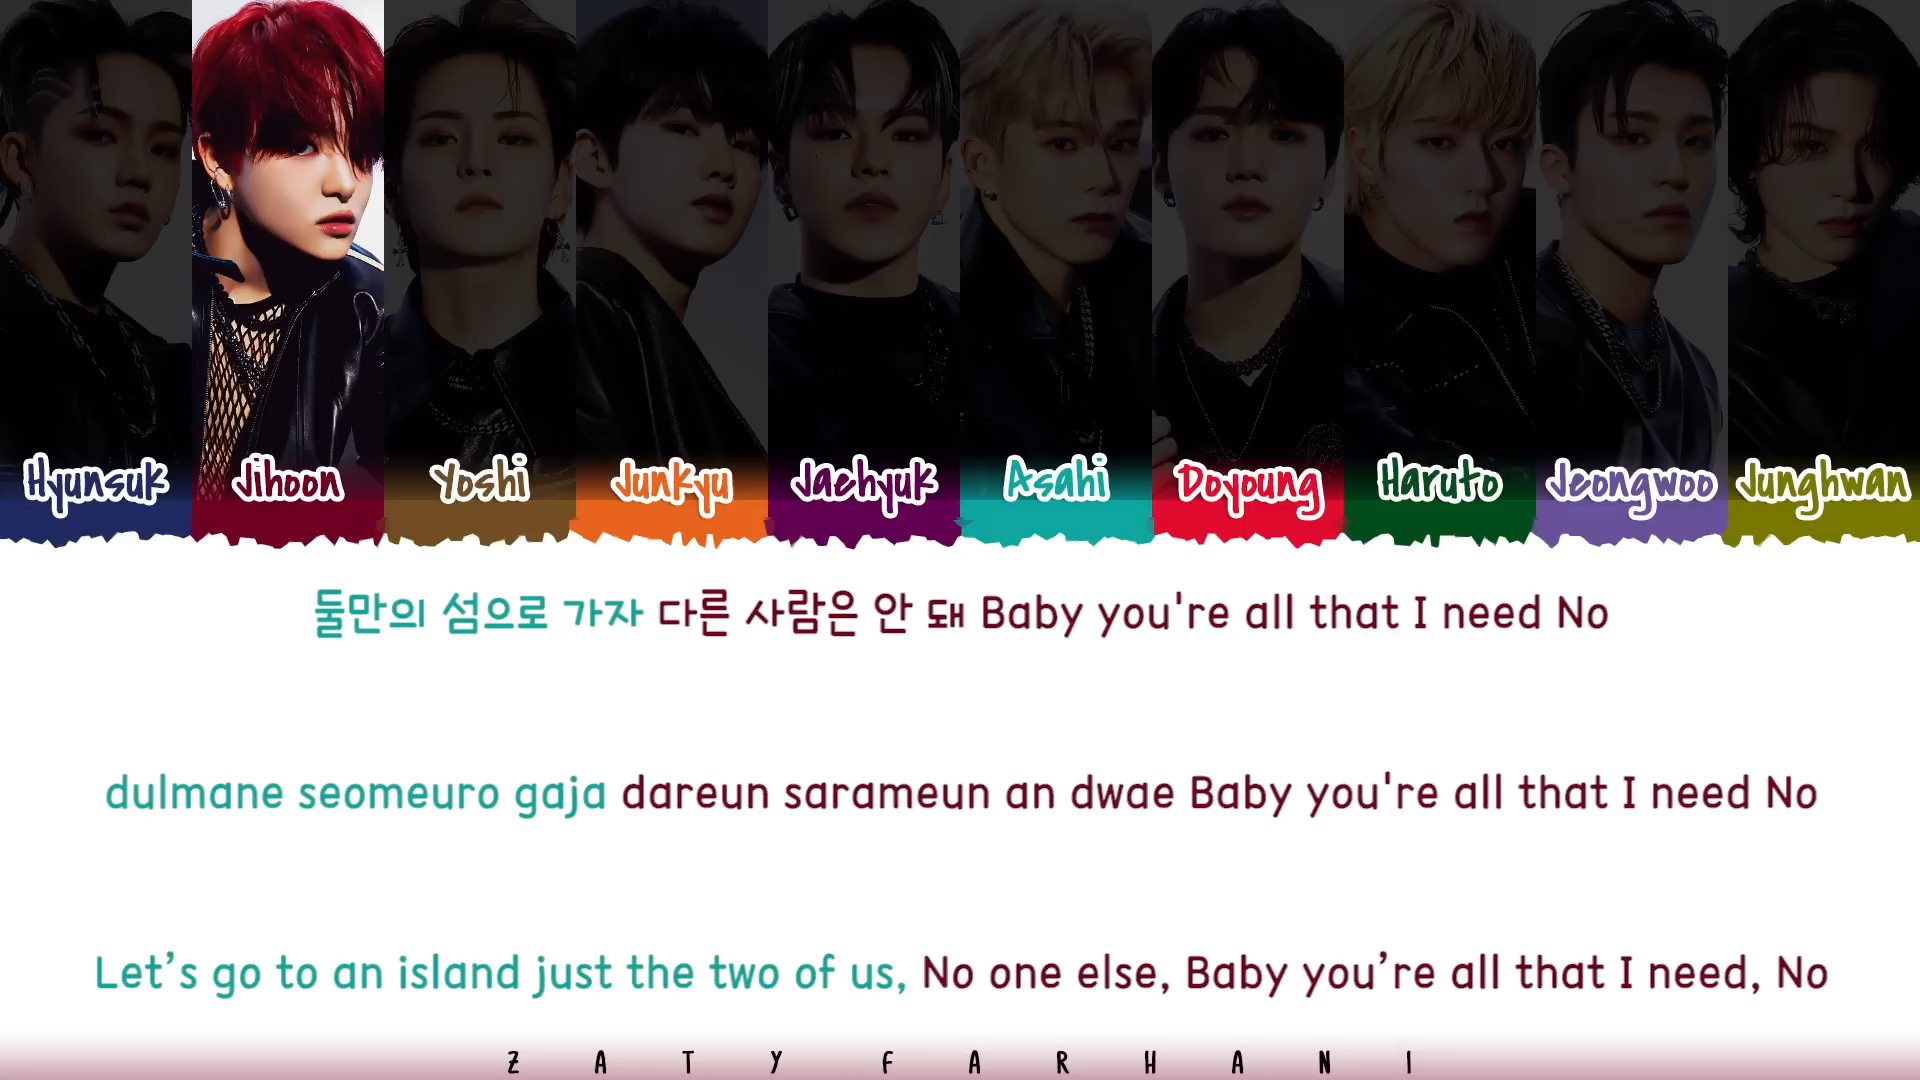 Hyunsuk Jihoon Yoshi Junkyu Jaehyuk Asahi Doyoung Haruto Jeongwoo Junghwan
둘만의 섬으로 가자 다른 사람은 안 돼 Baby you're all that I need No
dulmane seomeuro gaja dareun sarameun an dwae Baby you're all that I need No
Let’s go to an island just the two of us, No one else, Baby you’re all that I need, No
ZATY FARHANI